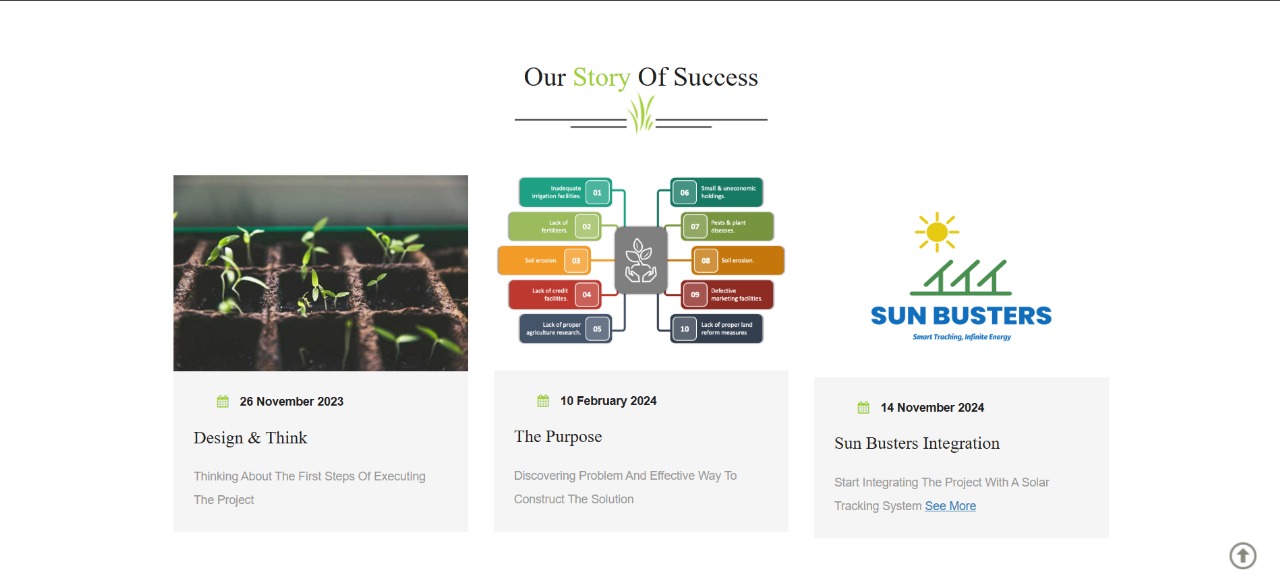 Our Story Of Success
Inadequate
irrigation facilities.
01
Lack of
fertilizers.
02
Soil erosion.
03
Lack of credit
facilities.
04
Lack of proper
agriculture research.
05
06
Small & uneconomic
holdings.
07
Pests & plant
diseases.
08
Soil erosion.
09
Defective
marketing facilities.
10
Lack of proper land
reform measures
SUN BUSTERS
Smart Tracking, Infinite Energy
26 November 2023
Design & Think
Thinking About The First Steps Of Executing
The Project
10 February 2024
The Purpose
Discovering Problem And Effective Way To
Construct The Solution
14 November 2024
Sun Busters Integration
Start Integrating The Project With A Solar
Tracking System See More